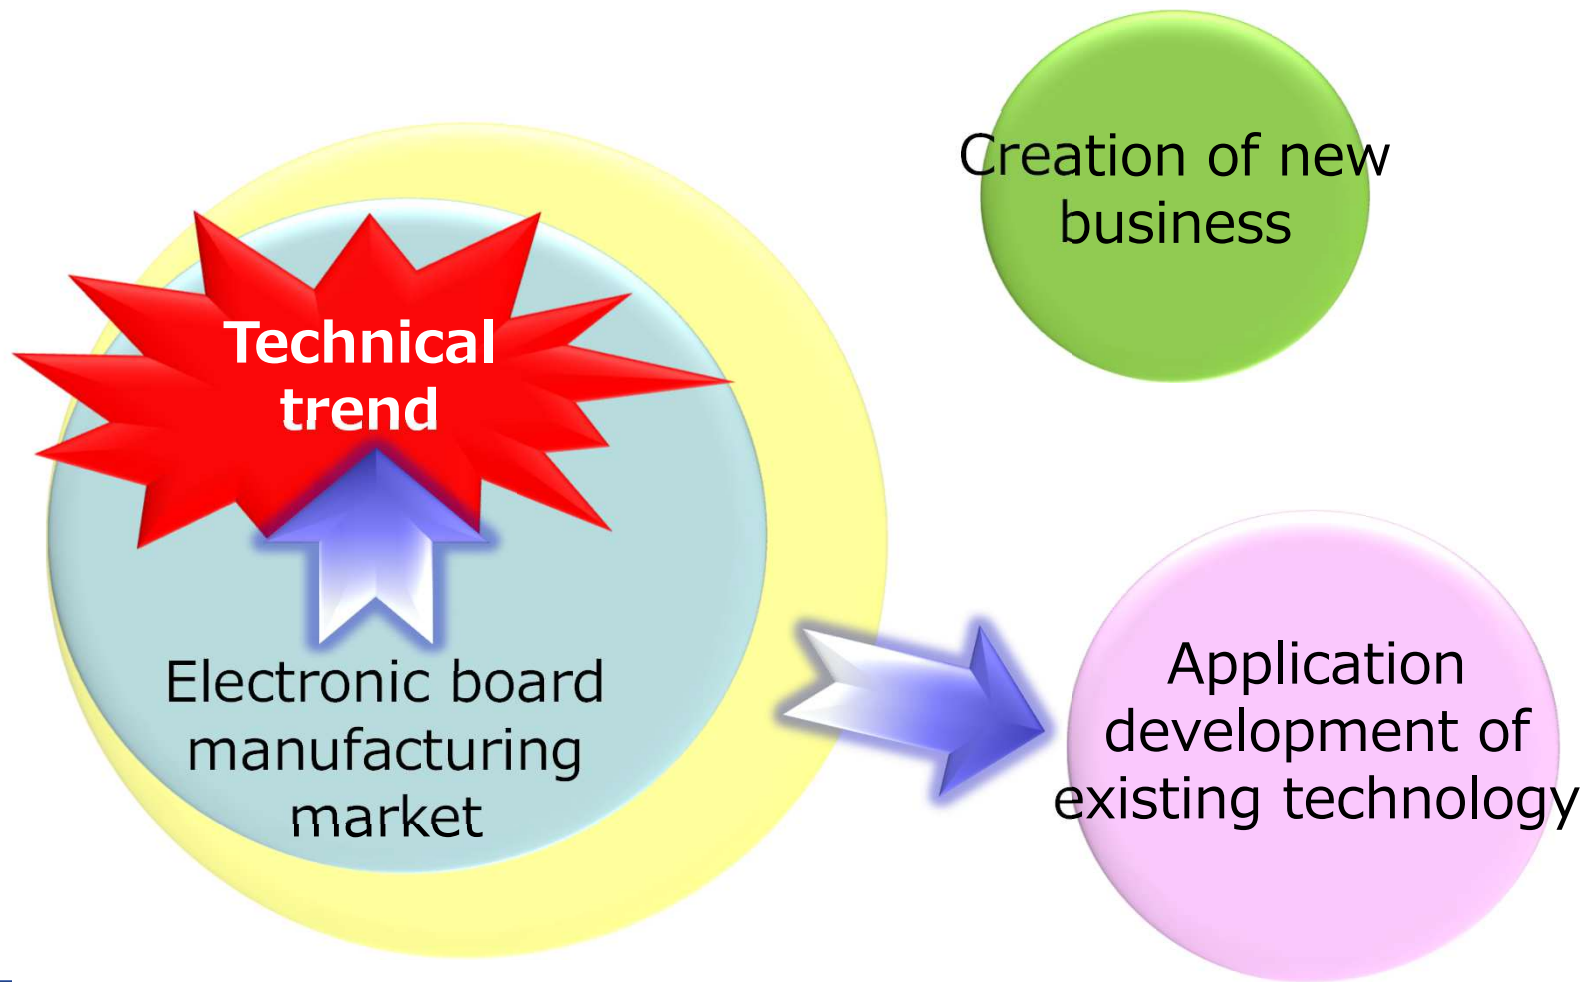 Creation of new
business
Technical
trend
Electronic board
manufacturing
market
Application
development of
existing technology